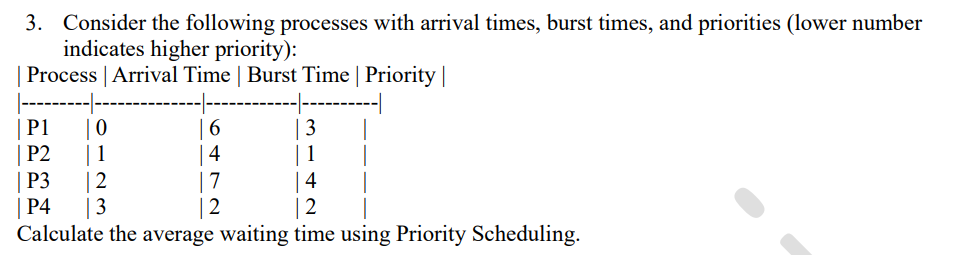 3. Consider the following processes with arrival times, burst times, and priorities (lower number
indicates higher priority):
| Process | Arrival Time | Burst Time | Priority |
|---------|--------------|------------|----------|
| P1 | 0 | 6 | 3 |
| P2 | 1 | 4 | 1 |
| P3 | 2 | 7 | 4 |
| P4 | 3 | 2 | 2 |
Calculate the average waiting time using Priority Scheduling.